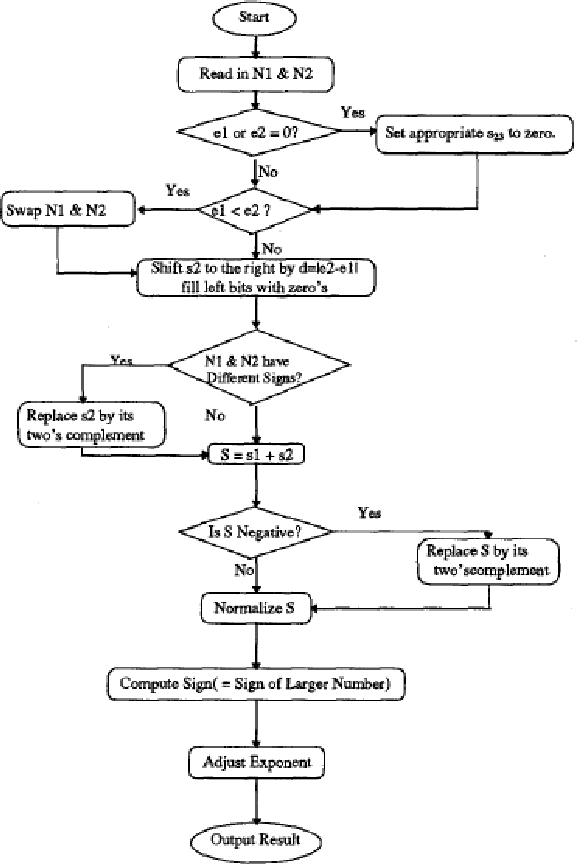 Start
Read in N1 & N2
e1 or e2 = 0?
Yes
Set appropriate s23 to zero.
No
e1 < e2 ?
Yes
Swap N1 & N2
No
Shift s2 to the right by d=|e2-e1|
fill left bits with zero's
N1 & N2 have
Different Signs?
Yes
Replace s2 by its
two's complement
No
S = s1 + s2
Is S Negative?
Yes
Replace S by its
two'scomplement
No
Normalize S
Compute Sign( = Sign of Larger Number)
Adjust Exponent
Output Result